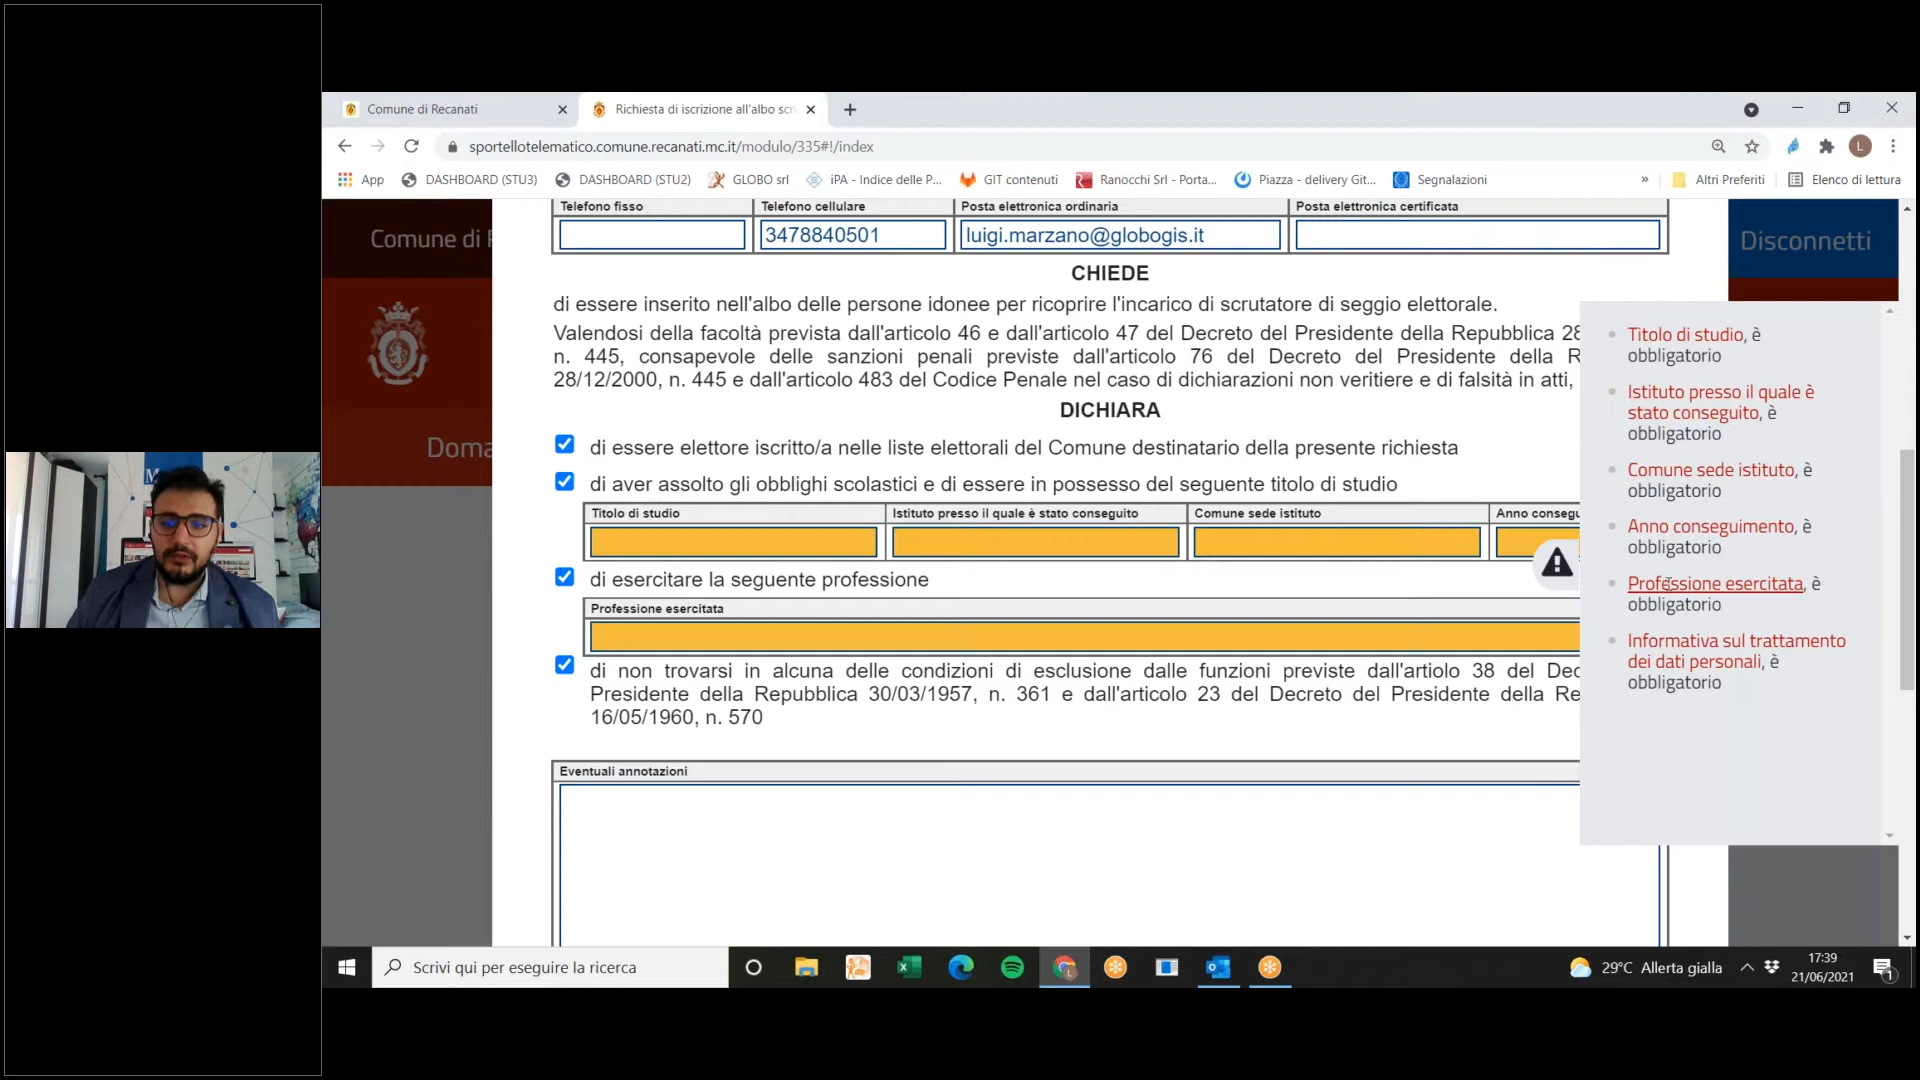 Comune di Recanati
Richiesta di iscrizione all'albo scr
sportellotelematico.comune.recanati.mc.it/modulo/335#!/index
L
App
DASHBOARD (STU3)
DASHBOARD (STU2)
GLOBO srl
iPA - Indice delle P...
GIT contenuti
Ranocchi Srl - Porta...
Piazza - delivery Git...
Segnalazioni
»
Altri Preferiti
Elenco di lettura
Comune di R
Disconnetti
Doma
Telefono fisso
Telefono cellulare
Posta elettronica ordinaria
Posta elettronica certificata
3478840501
luigi.marzano@globogis.it
CHIEDE
di essere inserito nell'albo delle persone idonee per ricoprire l'incarico di scrutatore di seggio elettorale.
Valendosi della facoltà prevista dall'articolo 46 e dall'articolo 47 del Decreto del Presidente della Repubblica 28
n. 445, consapevole delle sanzioni penali previste dall'articolo 76 del Decreto del Presidente della R
28/12/2000, n. 445 e dall'articolo 483 del Codice Penale nel caso di dichiarazioni non veritiere e di falsità in atti,
DICHIARA
di essere elettore iscritto/a nelle liste elettorali del Comune destinatario della presente richiesta
di aver assolto gli obblighi scolastici e di essere in possesso del seguente titolo di studio
Titolo di studio
Istituto presso il quale è stato conseguito
Comune sede istituto
Anno consegu
di esercitare la seguente professione
Professione esercitata
di non trovarsi in alcuna delle condizioni di esclusione dalle funzioni previste dall'artiolo 38 del Dec
Presidente della Repubblica 30/03/1957, n. 361 e dall'articolo 23 del Decreto del Presidente della Re
16/05/1960, n. 570
Eventuali annotazioni
Titolo di studio, è
obbligatorio
Istituto presso il quale è
stato conseguito, è
obbligatorio
Comune sede istituto, è
obbligatorio
Anno conseguimento, è
obbligatorio
Professione esercitata, è
obbligatorio
Informativa sul trattamento
dei dati personali, è
obbligatorio
M
Scrivi qui per eseguire la ricerca
29°C Allerta gialla
17:39
21/06/2021
1